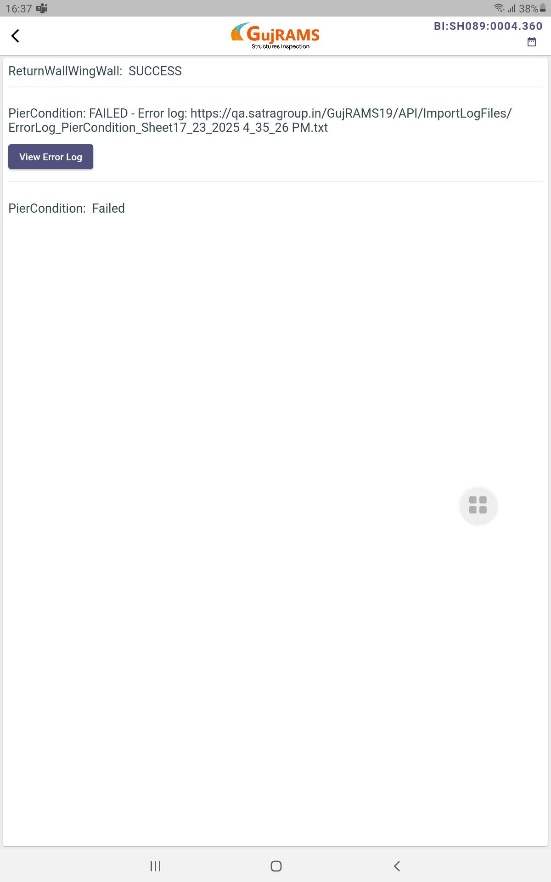 16:37
38%
BI:SH089:0004.360
GujRAMS
Structures Inspection
ReturnWallWingWall: SUCCESS
PierCondition: FAILED - Error log: https://qa.satragroup.in/GujRAMS19/API/ImportLogFiles/
ErrorLog_PierCondition_Sheet17_23_2025 4_35_26 PM.txt
View Error Log
PierCondition: Failed